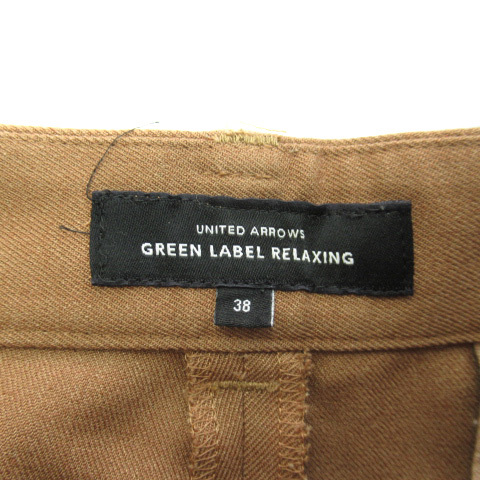 UNITED ARROWS
GREEN LABEL RELAXING
38